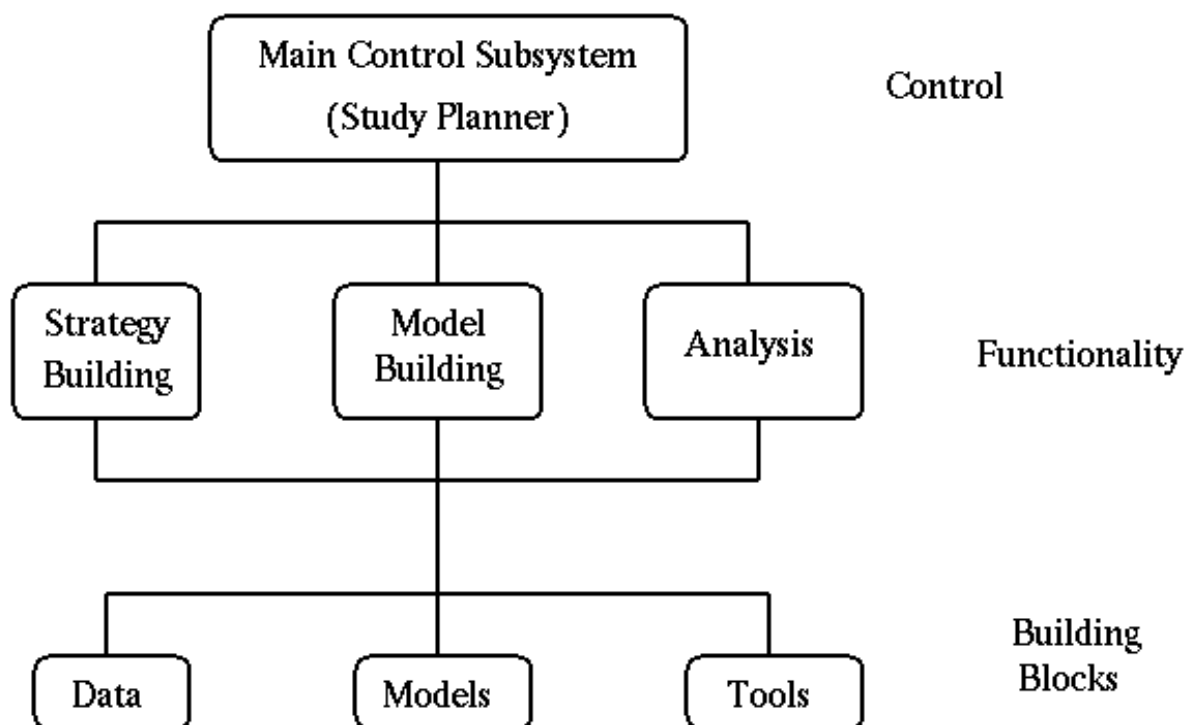 Main Control Subsystem
(Study Planner)
Control
Strategy
Building
Model
Building
Analysis
Functionality
Data
Models
Tools
Building
Blocks